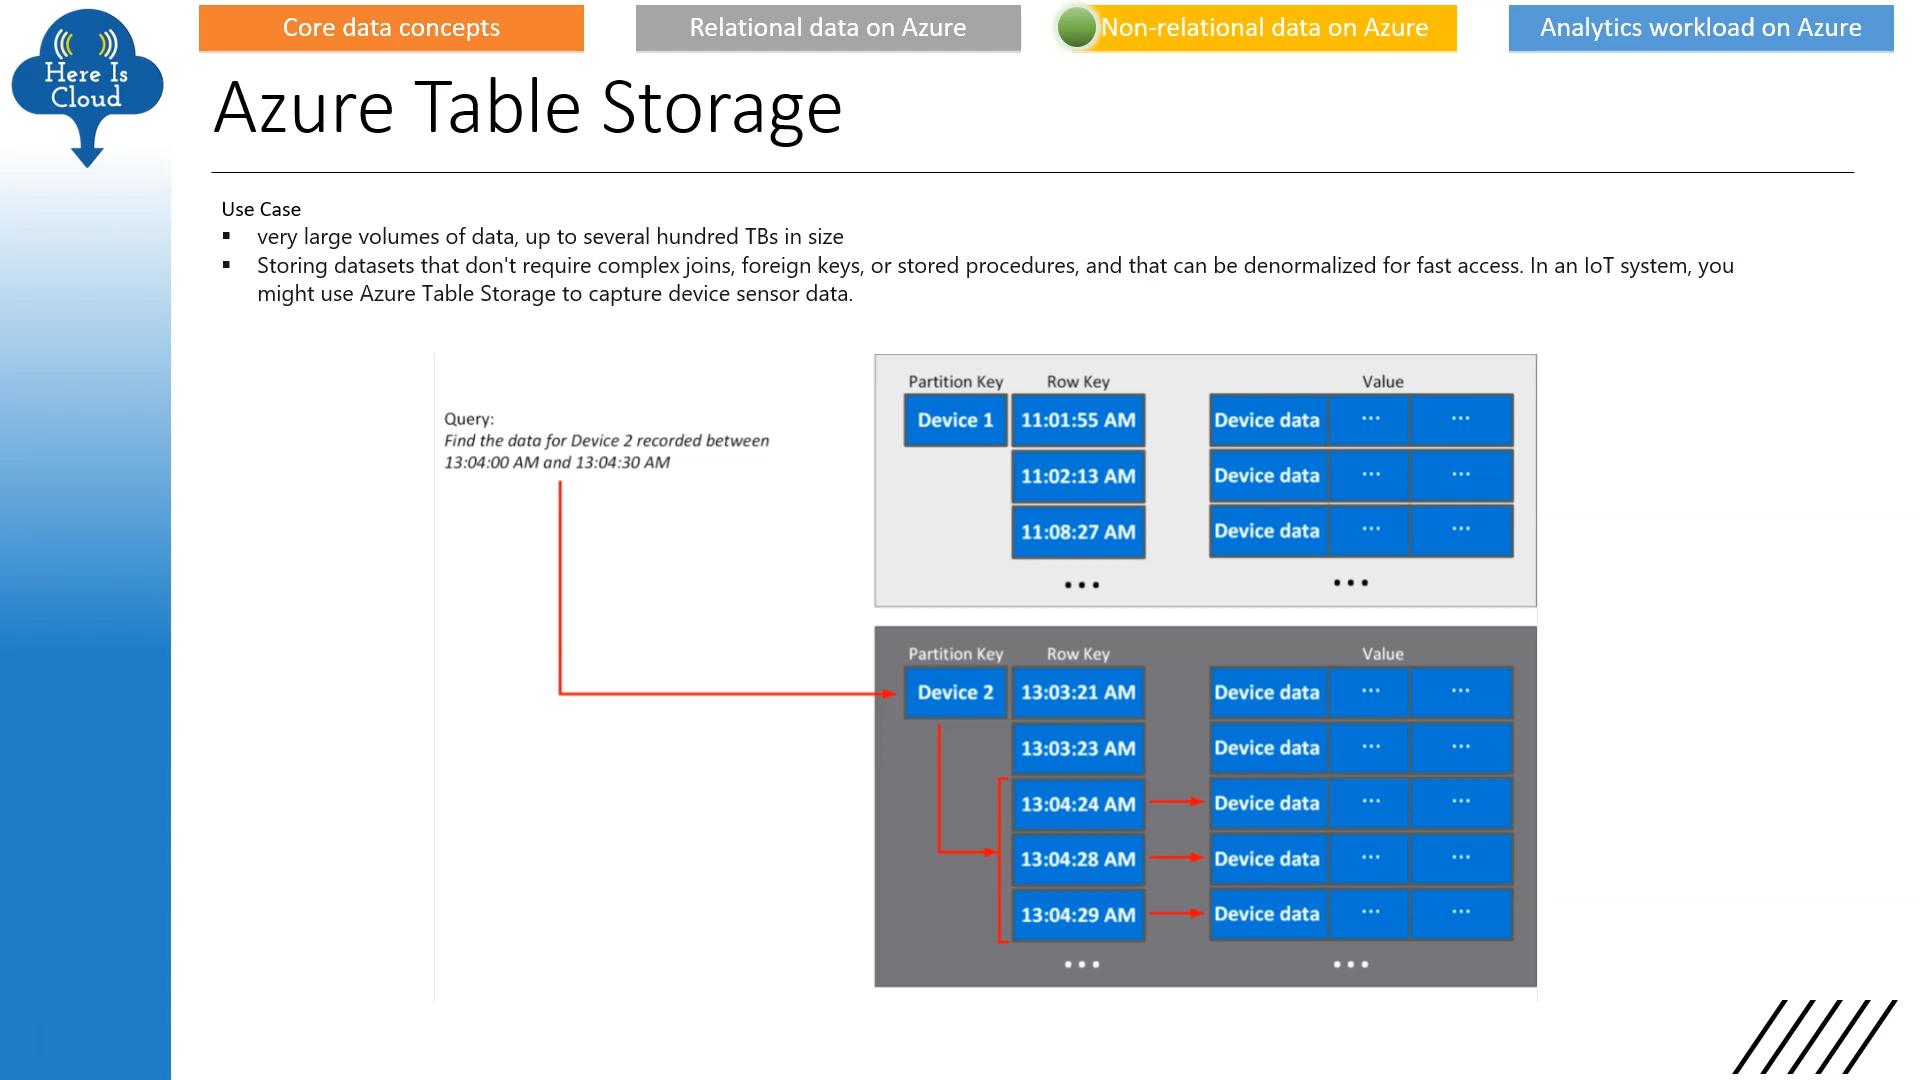 Here Is
Cloud
Core data concepts
Relational data on Azure
Non-relational data on Azure
Analytics workload on Azure
Azure Table Storage
Use Case
▪ very large volumes of data, up to several hundred TBs in size
▪ Storing datasets that don't require complex joins, foreign keys, or stored procedures, and that can be denormalized for fast access. In an IoT system, you
might use Azure Table Storage to capture device sensor data.
Query:
Find the data for Device 2 recorded between
13:04:00 AM and 13:04:30 AM
Partition Key Row Key Value
Device 1 11:01:55 AM Device data ... ...
11:02:13 AM Device data ... ...
11:08:27 AM Device data ... ...
... ...
Partition Key Row Key Value
Device 2 13:03:21 AM Device data ... ...
13:03:23 AM Device data ... ...
13:04:24 AM Device data ... ...
13:04:28 AM Device data ... ...
13:04:29 AM Device data ... ...
... ...